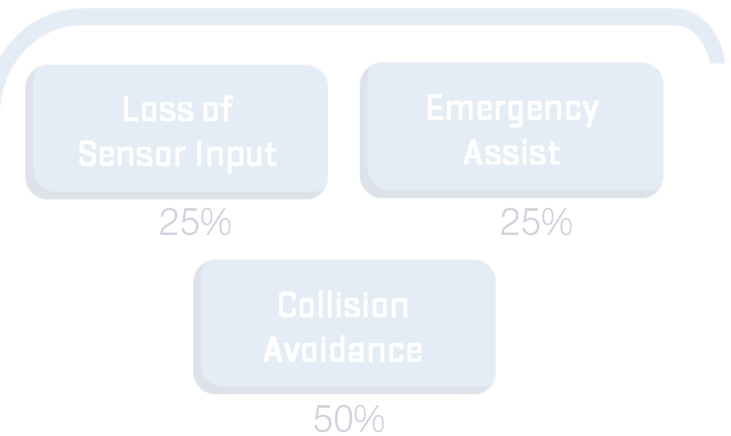 Loss of
Sensor Input
25%
Emergency
Assist
25%
Collision
Avoidance
50%